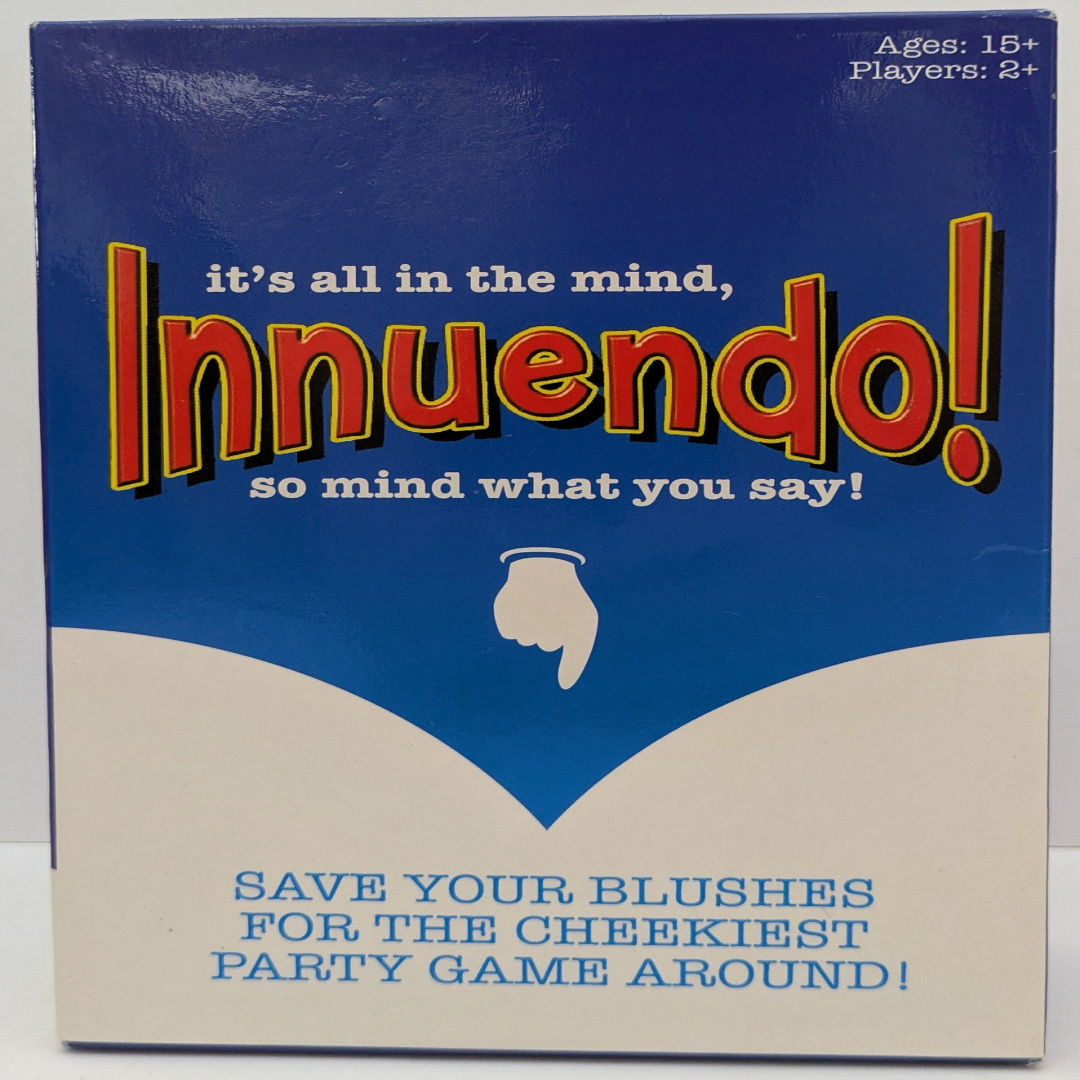 Ages: 15+
Players: 2+
it's all in the mind,
Innuendo!
so mind what you say!
SAVE YOUR BLUSHES
FOR THE CHEEKIEST
PARTY GAME AROUND!